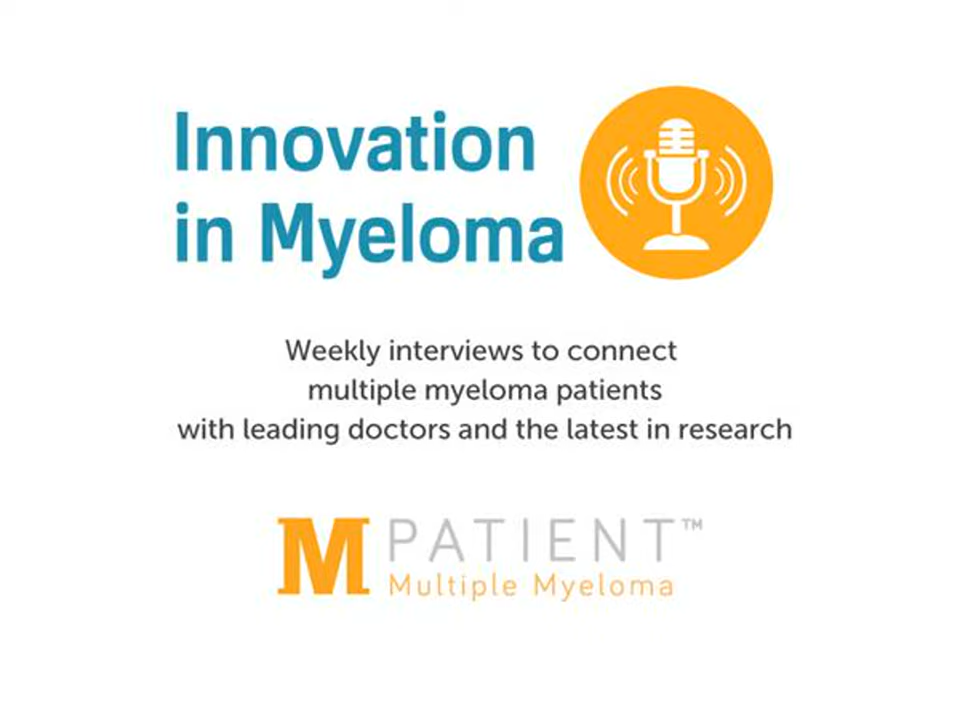 Innovation
in Myeloma
Weekly interviews to connect
multiple myeloma patients
with leading doctors and the latest in research
M PATIENT™
Multiple Myeloma